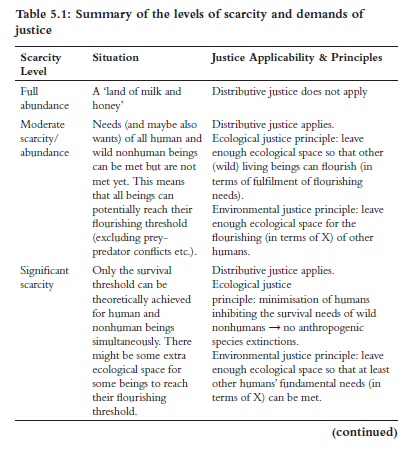 Table 5.1: Summary of the levels of scarcity and demands of
justice
Scarcity Level
Situation
Justice Applicability & Principles
Full
abundance
A 'land of milk and
honey'
Distributive justice does not apply
Moderate
scarcity/
abundance
Needs (and maybe also
wants) of all human and
wild nonhuman beings
can be met but are not
met yet. This means
that all beings can
potentially reach their
flourishing threshold
(excluding prey-
predator conflicts etc.).
Distributive justice applies.
Ecological justice principle: leave
enough ecological space so that other
(wild) living beings can flourish (in
terms of fulfilment of flourishing
needs).
Environmental justice principle: leave
enough ecological space for the
flourishing (in terms of X) of other
humans.
Significant
scarcity
Only the survival
threshold can be
theoretically achieved
for human and
nonhuman beings
simultaneously. There
might be some extra
ecological space for
some beings to reach
their flourishing
threshold.
Distributive justice applies.
Ecological justice
principle: minimisation of humans
inhibiting the survival needs of wild
nonhumans → no anthropogenic
species extinctions.
Environmental justice principle: leave
enough ecological space so that at least
other humans' fundamental needs (in
terms of X) can be met.
(continued)